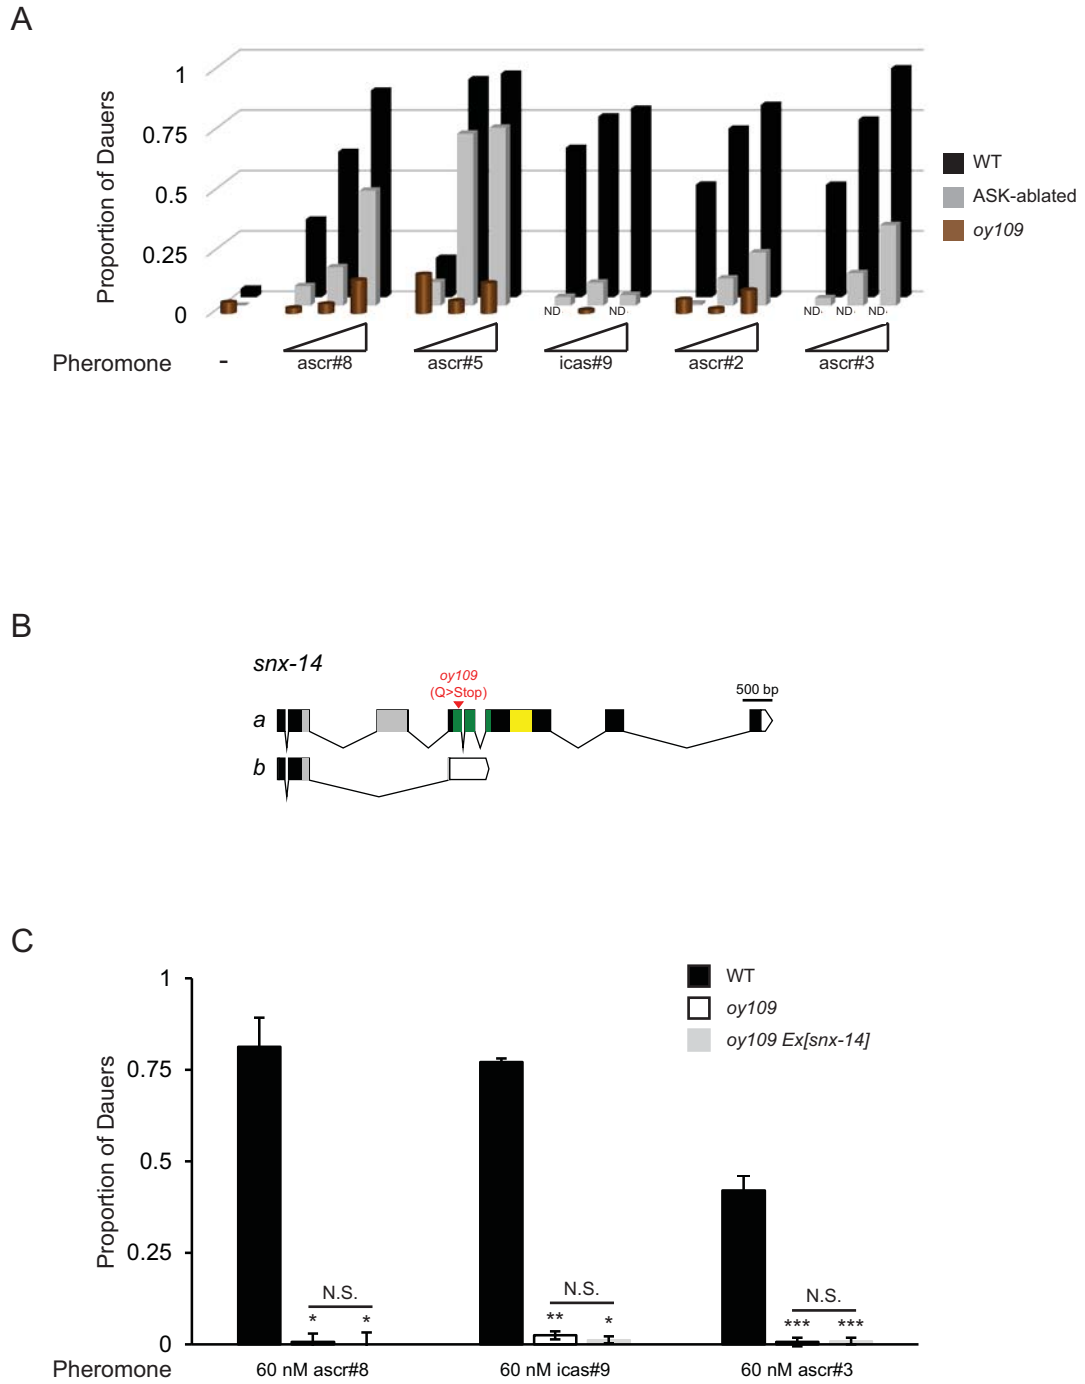 A
Proportion of Dauers
1
0.75
0.5
0.25
0
WT
ASK-ablated
oy109
ND
ND
ND
ND
ND
Pheromone
-
ascr#8
ascr#5
icas#9
ascr#2
ascr#3
B
snx-14
oy109
(Q>Stop)
500 bp
a
b
C
Proportion of Dauers
1
0.75
0.5
0.25
0
WT
oy109
oy109 Ex[snx-14]
N.S.
* *
N.S.
** *
N.S.
*** ***
Pheromone
60 nM ascr#8
60 nM icas#9
60 nM ascr#3